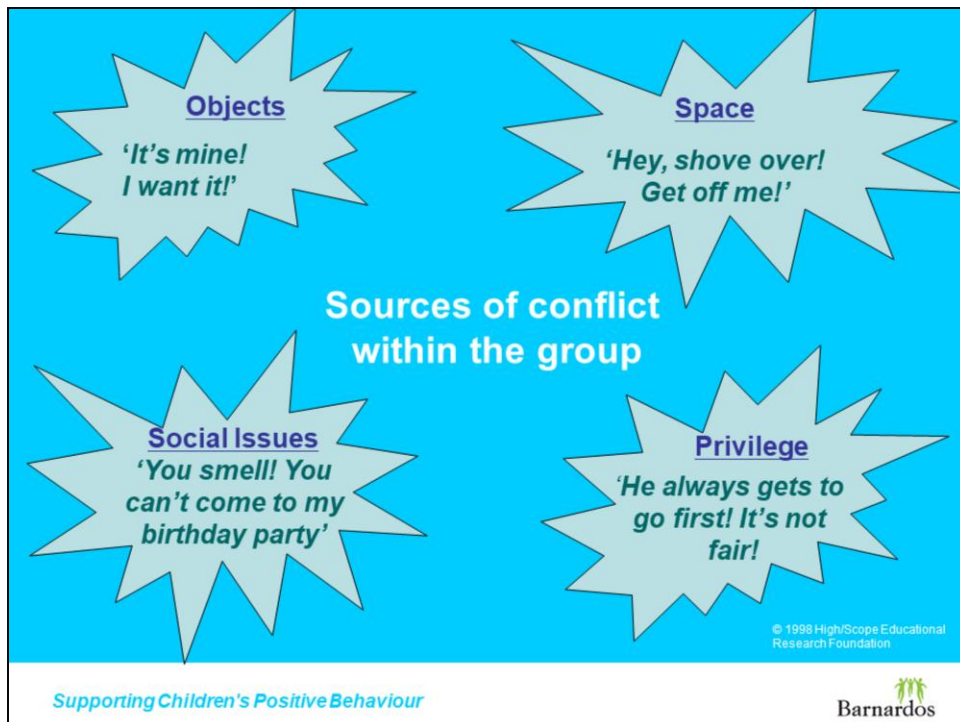 Objects
‘It’s mine!
I want it!’
Space
‘Hey, shove over!
Get off me!’
Sources of conflict
within the group
Social Issues
‘You smell! You
can’t come to my
birthday party’
Privilege
‘He always gets to
go first! It’s not
fair!
© 1998 High/Scope Educational
Research Foundation
Supporting Children's Positive Behaviour
Barnardos